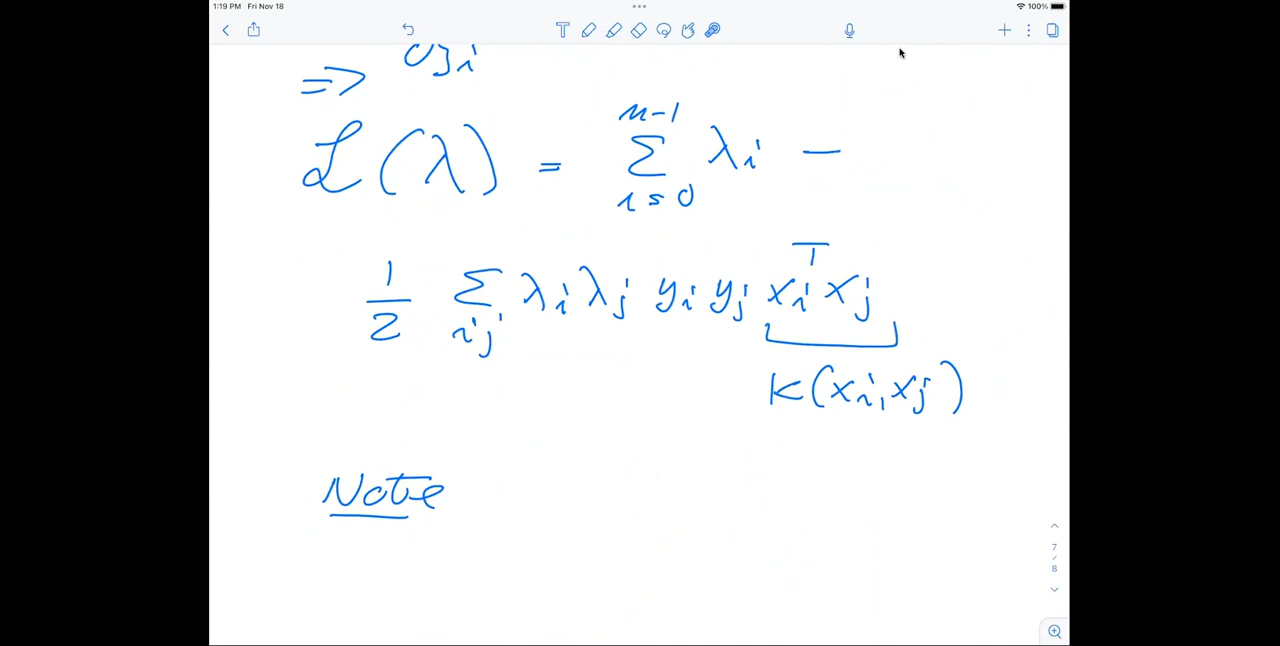 1:19 PM Fri Nov 18
100%
=>
ℒ(λ) = Σ_{i=0}^{n-1} λ_i −
1/2 Σ_{ij} λ_i λ_j y_i y_j x_i^T x_j
K(x_i, x_j)
Note
7
/
8